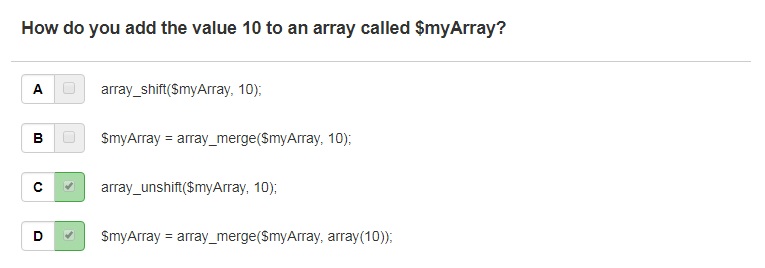 How do you add the value 10 to an array called $myArray?
A array_shift($myArray, 10);
B $myArray = array_merge($myArray, 10);
C array_unshift($myArray, 10);
D $myArray = array_merge($myArray, array(10));